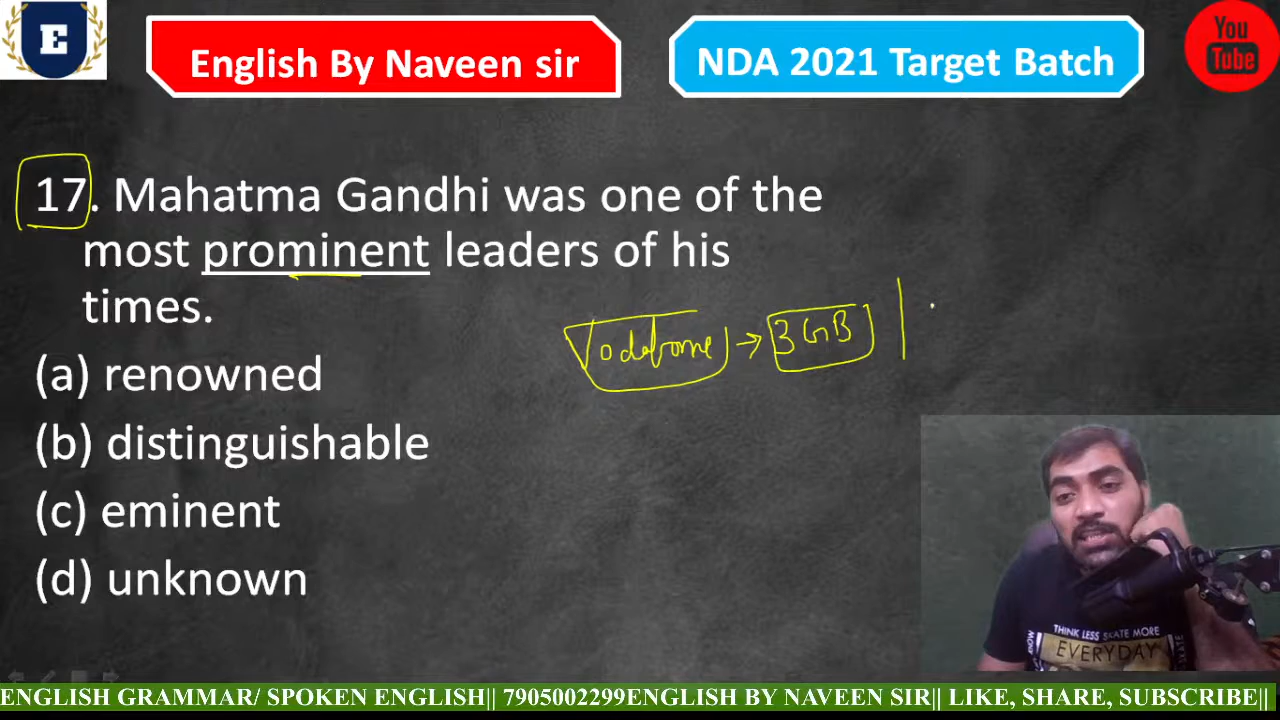 E
English By Naveen sir
NDA 2021 Target Batch
You
Tube
17. Mahatma Gandhi was one of the
most prominent leaders of his
times.
Vodafone → 3 GB
(a) renowned
(b) distinguishable
(c) eminent
(d) unknown
THINK LESS SKATE MORE
EVERYDAY
ENGLISH GRAMMAR/ SPOKEN ENGLISH|| 7905002299ENGLISH BY NAVEEN SIR|| LIKE, SHARE, SUBSCRIBE||